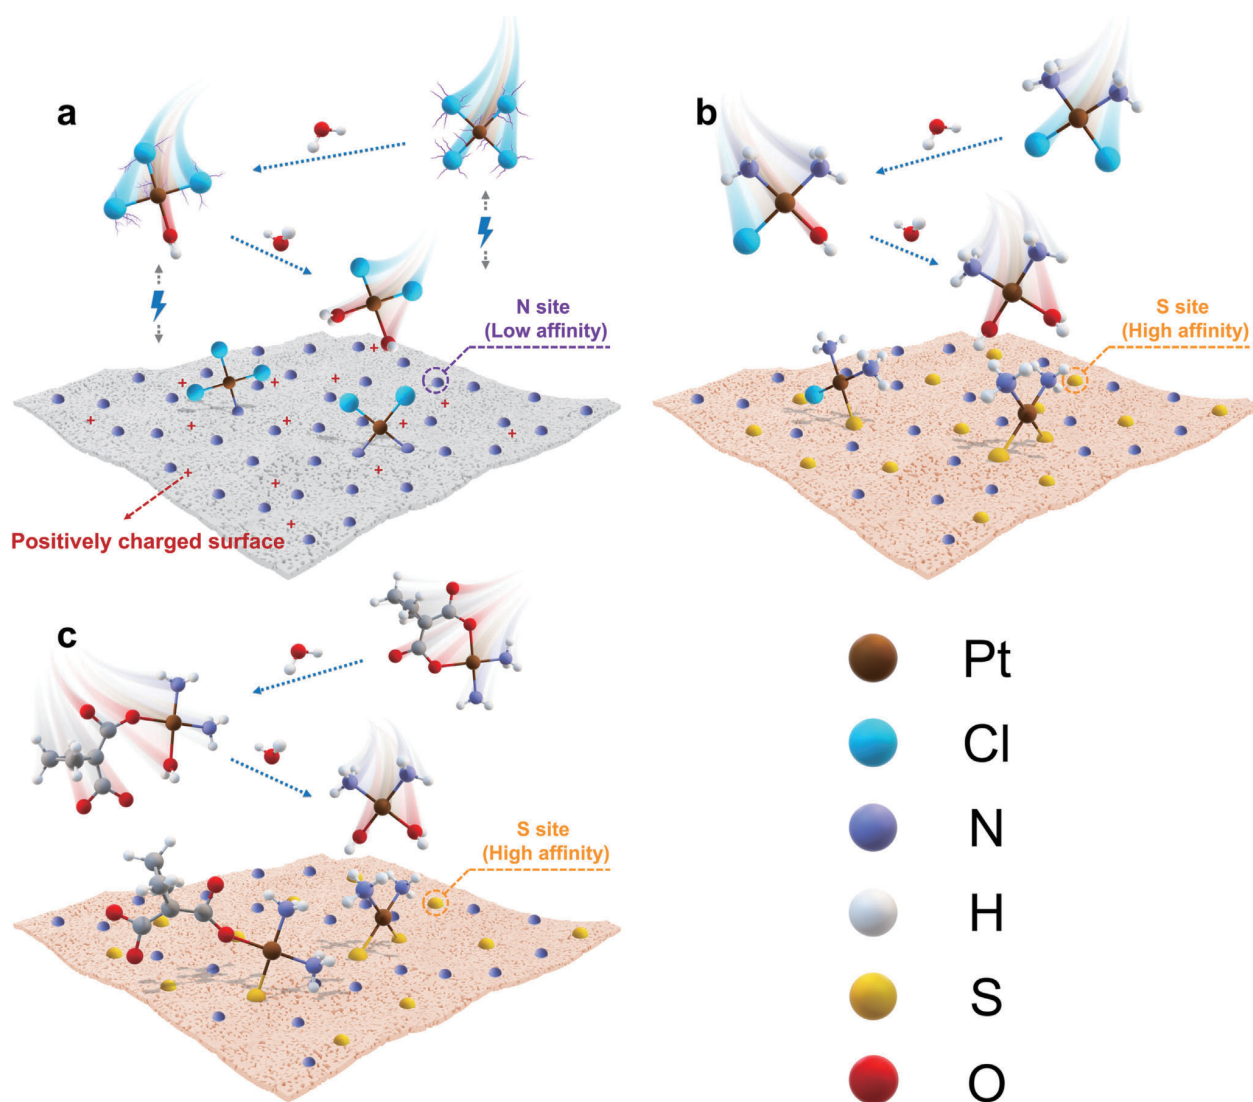 a
N site
(Low affinity)
+ + +
+ + + +
+ + +
+ +
+ +
+
Positively charged surface
b
S site
(High affinity)
c
S site
(High affinity)
Pt
Cl
N
H
S
O